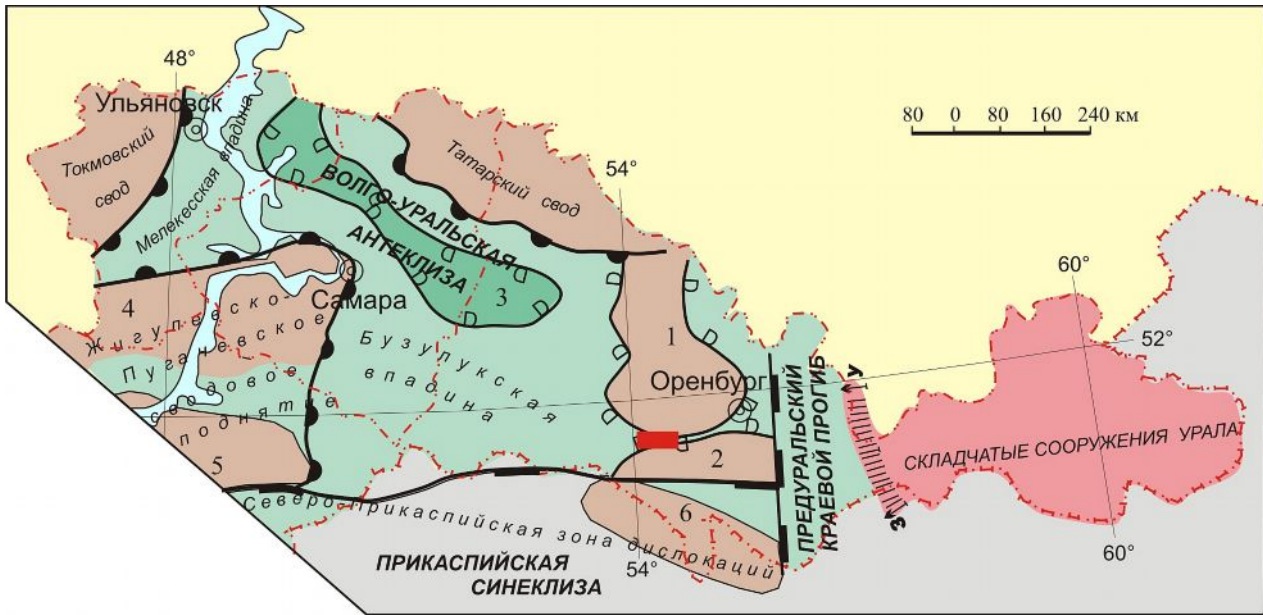 48°
Ульяновск
Токмовский
свод
Мелекесская впадина
ВОЛГО-УРАЛЬСКАЯ
АНТЕКЛИЗА
3
Татарский свод
54°
80 0 80 160 240 км
60°
52°
4
Самара
Жигулевско-
Пугачевское
сводовое
поднятие
5
Бузулукская
впадина
1
Оренбург
2
ПРЕДУРАЛЬСКИЙ
КРАЕВОЙ ПРОГИБ
У
З
СКЛАДЧАТЫЕ СООРУЖЕНИЯ УРАЛА
6
Северо-Прикаспийская зона дислокаций
ПРИКАСПИЙСКАЯ
СИНЕКЛИЗА
54°
60°